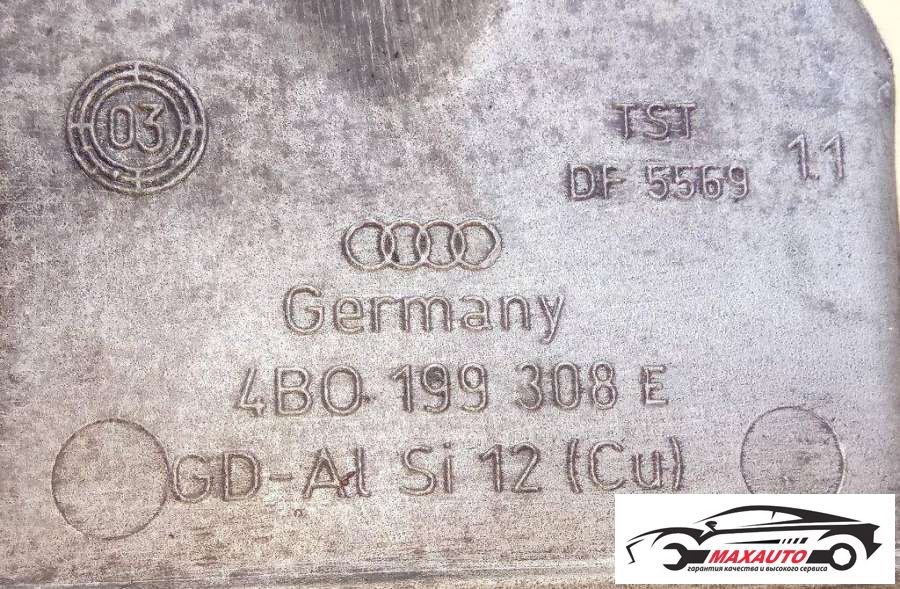 03
TST
DF 5569 11
Germany
4B0 199 308 E
GD-Al Si 12 (Cu)
MAXAUTO
гарантия качества и высокого сервиса